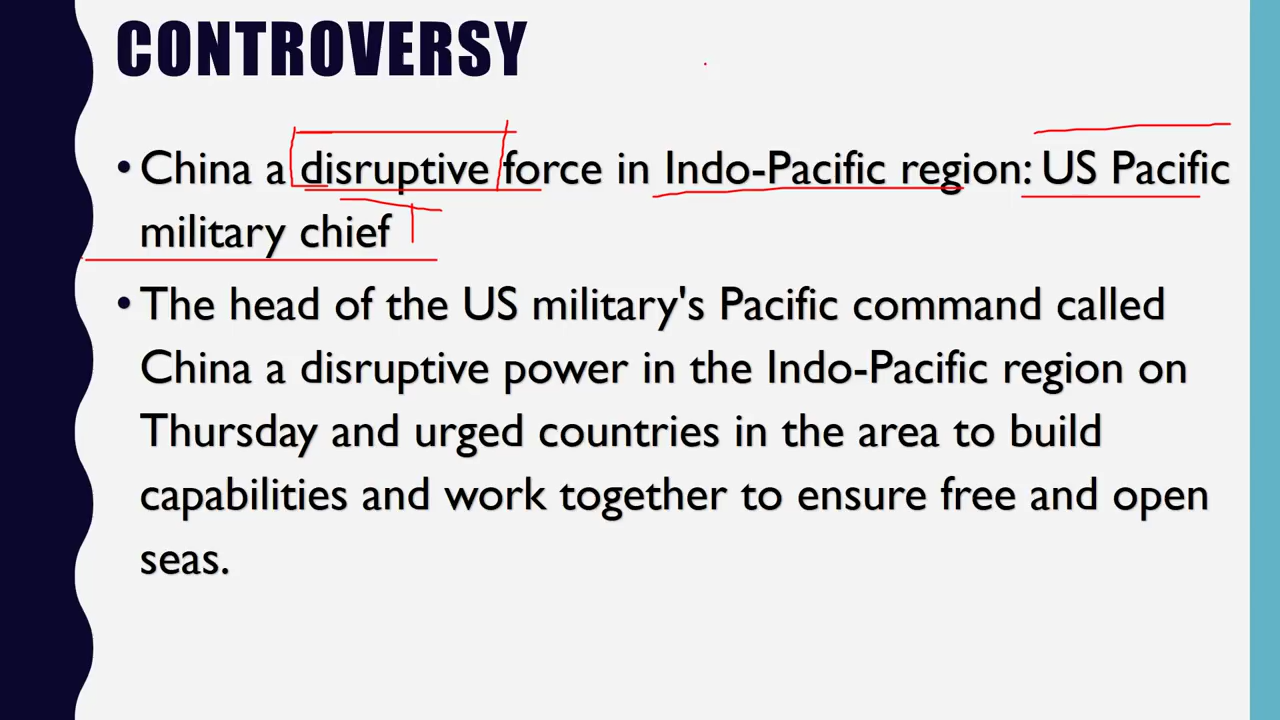 CONTROVERSY
• China a disruptive force in Indo-Pacific region: US Pacific
military chief
• The head of the US military's Pacific command called
China a disruptive power in the Indo-Pacific region on
Thursday and urged countries in the area to build
capabilities and work together to ensure free and open
seas.